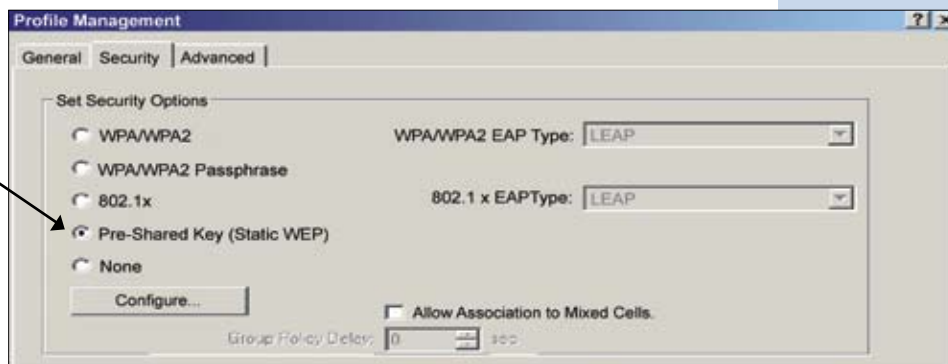 Profile Management
General Security Advanced
Set Security Options
WPA/WPA2 WPA/WPA2 EAP Type: LEAP
WPA/WPA2 Passphrase
802.1x 802.1 x EAPType: LEAP
Pre-Shared Key (Static WEP)
None
Configure...
Allow Association to Mixed Cells.
Group Policy Delay: 0 sec